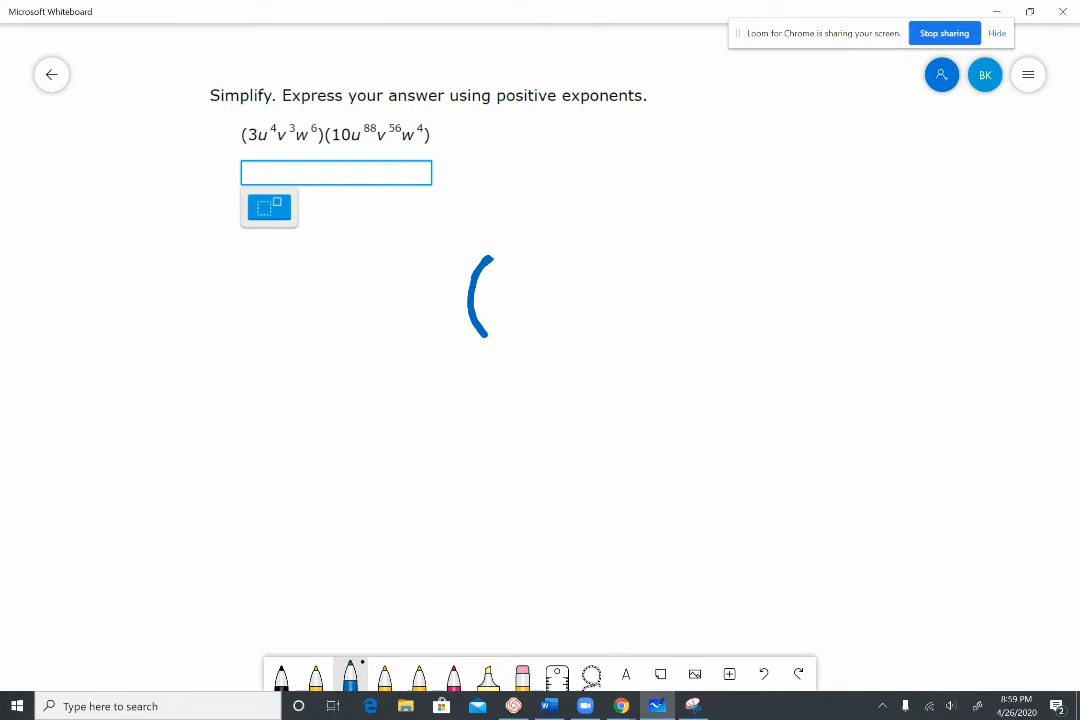 Microsoft Whiteboard
Loom for Chrome is sharing your screen. Stop sharing Hide
BK
Simplify. Express your answer using positive exponents.
(3u⁴v³w⁶)(10u⁸⁸v⁵⁶w⁴)
(
A
Type here to search
8:59 PM
4/26/2020
2